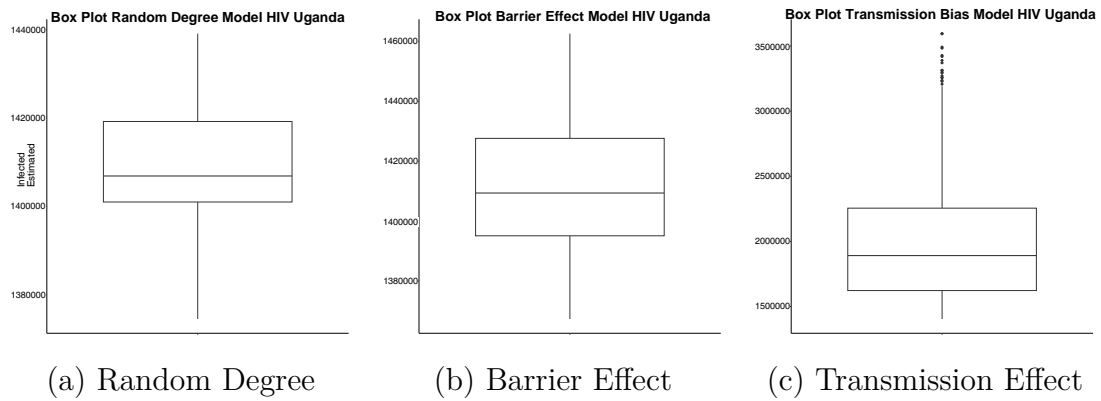 Box Plot Random Degree Model HIV Uganda
1440000
1420000
Infected
Estimated
1400000
1380000
(a) Random Degree
Box Plot Barrier Effect Model HIV Uganda
1460000
1440000
1420000
1400000
1380000
(b) Barrier Effect
Box Plot Transmission Bias Model HIV Uganda
3500000
3000000
2500000
2000000
1500000
(c) Transmission Effect